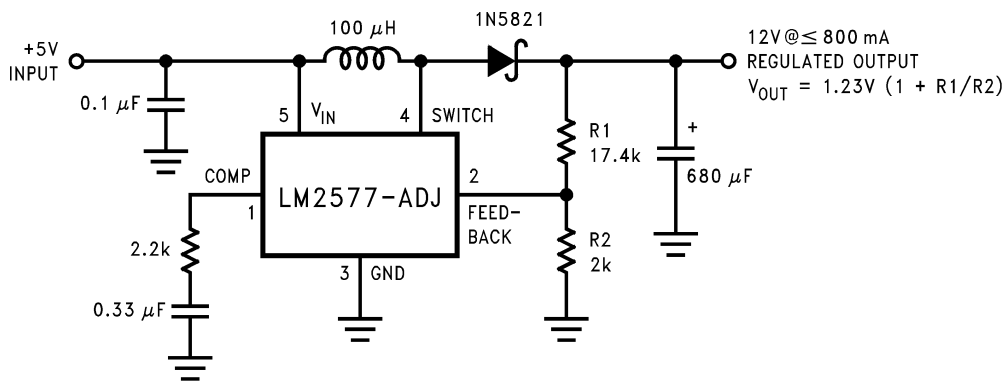 +5V
INPUT
100 μH
1N5821
12V@≤ 800 mA
REGULATED OUTPUT
VOUT = 1.23V (1 + R1/R2)
0.1 μF
5
VIN
4
SWITCH
R1
17.4k
+
680 μF
COMP
1
LM2577-ADJ
2
FEED-
BACK
2.2k
R2
2k
3
GND
0.33 μF